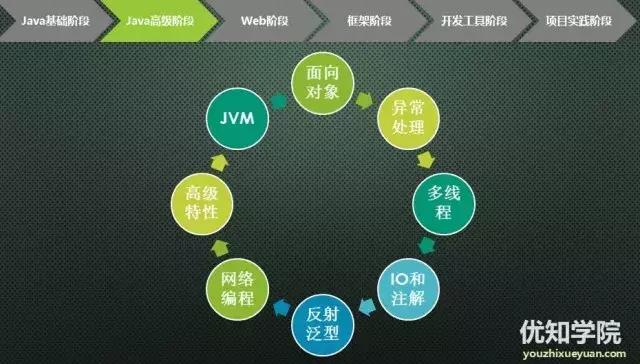 Java基础阶段
Java高级阶段
Web阶段
框架阶段
开发工具阶段
项目实践阶段
面向
对象
异常
处理
多线
程
IO和
注解
反射
泛型
网络
编程
高级
特性
JVM
优知学院
youzhixueyuan.com